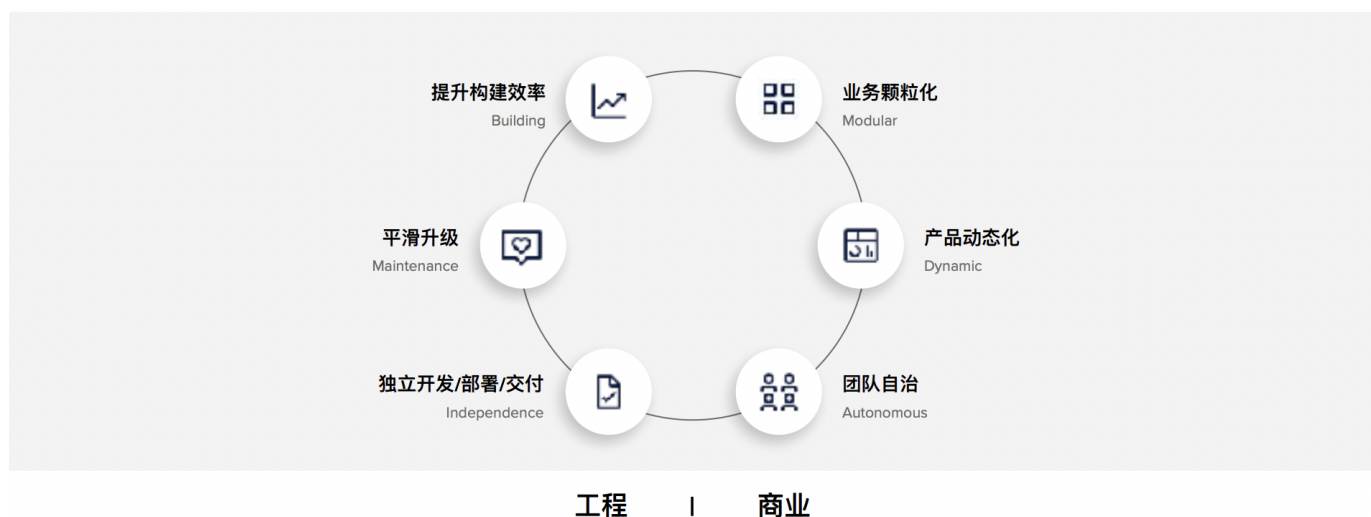 提升构建效率
Building
业务颗粒化
Modular
平滑升级
Maintenance
产品动态化
Dynamic
独立开发/部署/交付
Independence
团队自治
Autonomous
工程 | 商业